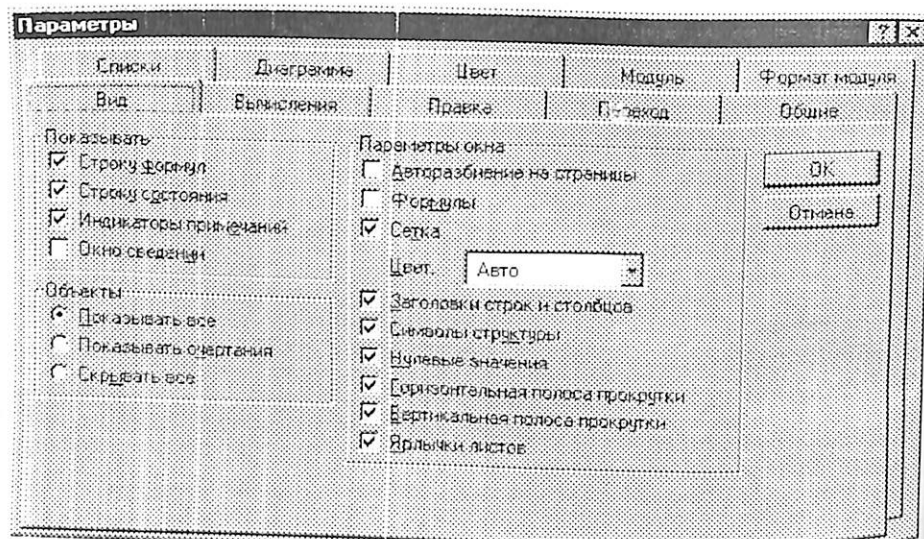 Параметры
Списки Диаграмма Цвет Модуль Формат модуля
Вид Вычисления Правка Переход Общие
Показывать
Строку формул
Строку состояния
Индикаторы примечаний
Окно сведений
Объекты
Показывать все
Показывать очертания
Скрывать все
Параметры окна
Авторазбиение на страницы
Формулы
Сетка
Цвет: Авто
Заголовки строк и столбцов
Символы структуры
Нулевые значения
Горизонтальная полоса прокрутки
Вертикальная полоса прокрутки
Ярлычки листов
ОК
Отмена